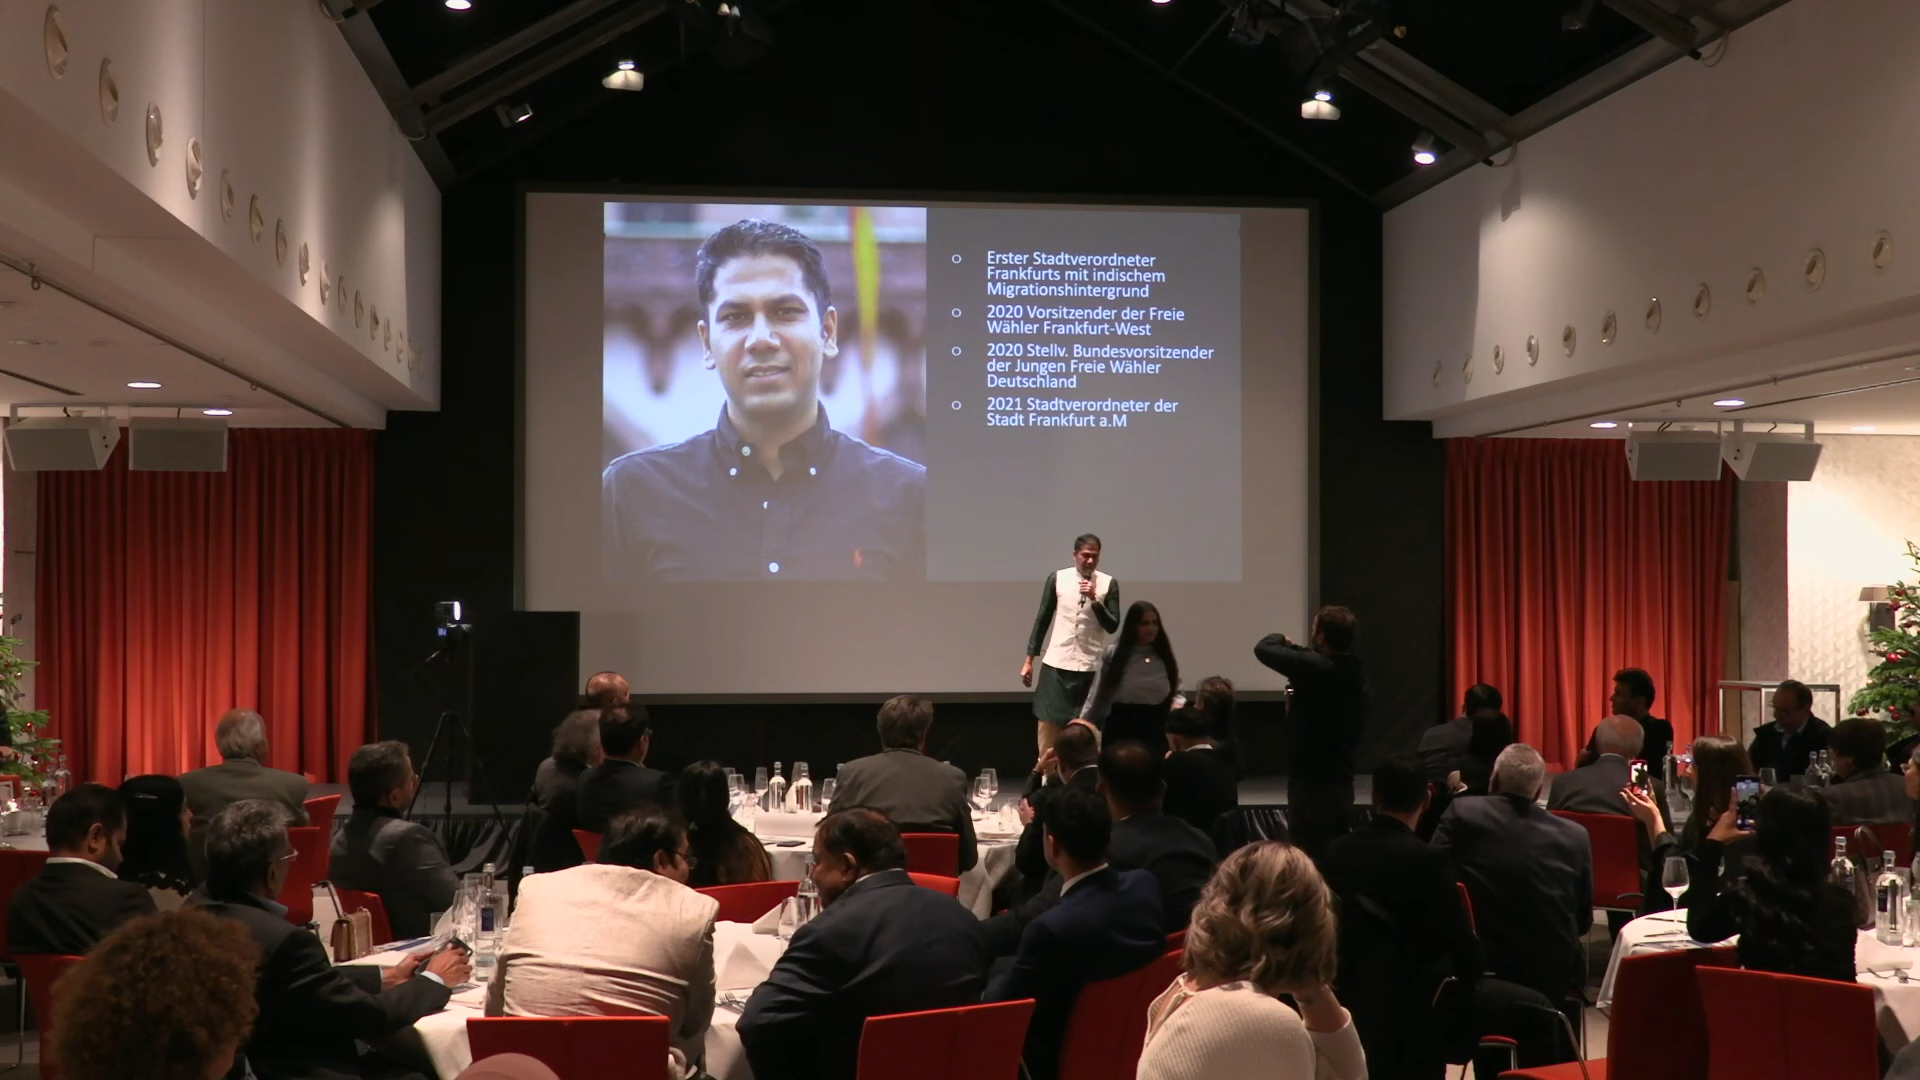 Erster Stadtverordneter
Frankfurts mit indischem
Migrationshintergrund
2020 Vorsitzender der Freie
Wähler Frankfurt-West
2020 Stellv. Bundesvorsitzender
der Jungen Freie Wähler
Deutschland
2021 Stadtverordneter der
Stadt Frankfurt a.M